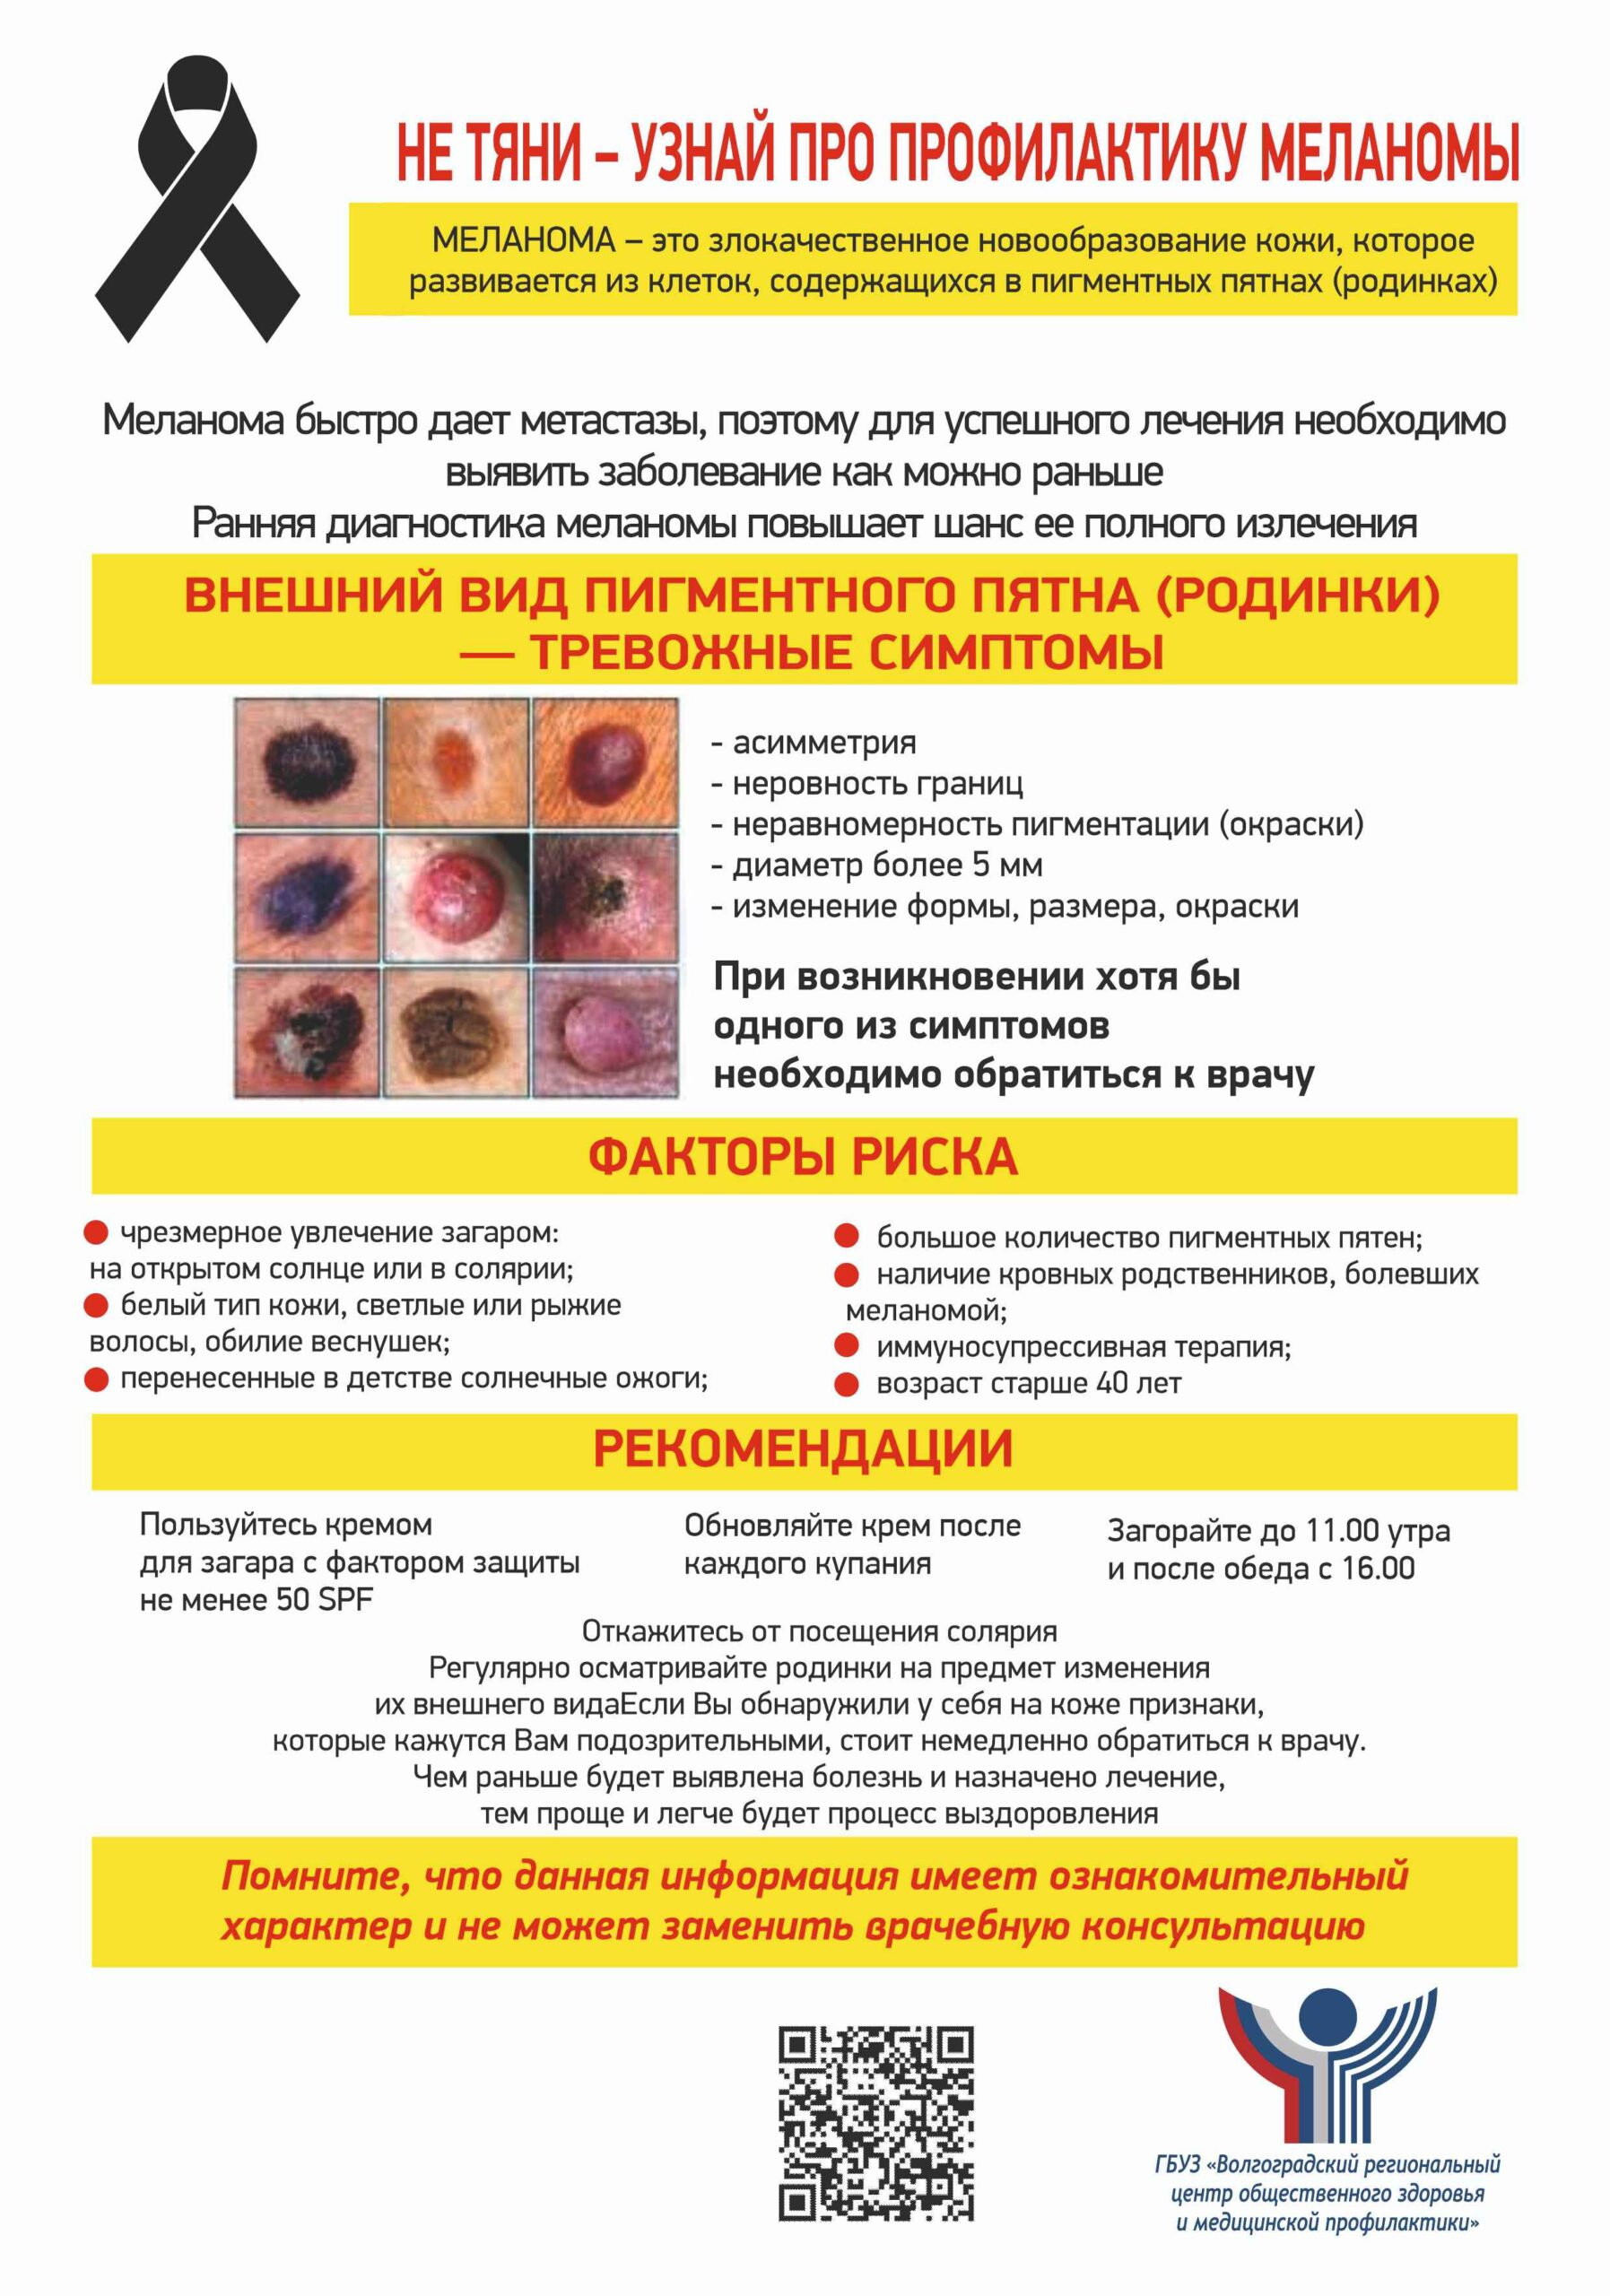 НЕ ТЯНИ – УЗНАЙ ПРО ПРОФИЛАКТИКУ МЕЛАНОМЫ
МЕЛАНОМА – это злокачественное новообразование кожи, которое
развивается из клеток, содержащихся в пигментных пятнах (родинках)
Меланома быстро дает метастазы, поэтому для успешного лечения необходимо
выявить заболевание как можно раньше
Ранняя диагностика меланомы повышает шанс ее полного излечения
ВНЕШНИЙ ВИД ПИГМЕНТНОГО ПЯТНА (РОДИНКИ)
— ТРЕВОЖНЫЕ СИМПТОМЫ
- асимметрия
- неровность границ
- неравномерность пигментации (окраски)
- диаметр более 5 мм
- изменение формы, размера, окраски
При возникновении хотя бы
одного из симптомов
необходимо обратиться к врачу
ФАКТОРЫ РИСКА
чрезмерное увлечение загаром:
на открытом солнце или в солярии;
белый тип кожи, светлые или рыжие
волосы, обилие веснушек;
перенесенные в детстве солнечные ожоги;
большое количество пигментных пятен;
наличие кровных родственников, болевших
меланомой;
иммуносупрессивная терапия;
возраст старше 40 лет
РЕКОМЕНДАЦИИ
Пользуйтесь кремом
для загара с фактором защиты
не менее 50 SPF
Обновляйте крем после
каждого купания
Загорайте до 11.00 утра
и после обеда с 16.00
Откажитесь от посещения солярия
Регулярно осматривайте родинки на предмет изменения
их внешнего видаЕсли Вы обнаружили у себя на коже признаки,
которые кажутся Вам подозрительными, стоит немедленно обратиться к врачу.
Чем раньше будет выявлена болезнь и назначено лечение,
тем проще и легче будет процесс выздоровления
Помните, что данная информация имеет ознакомительный
характер и не может заменить врачебную консультацию
ГБУЗ «Волгоградский региональный
центр общественного здоровья
и медицинской профилактики»